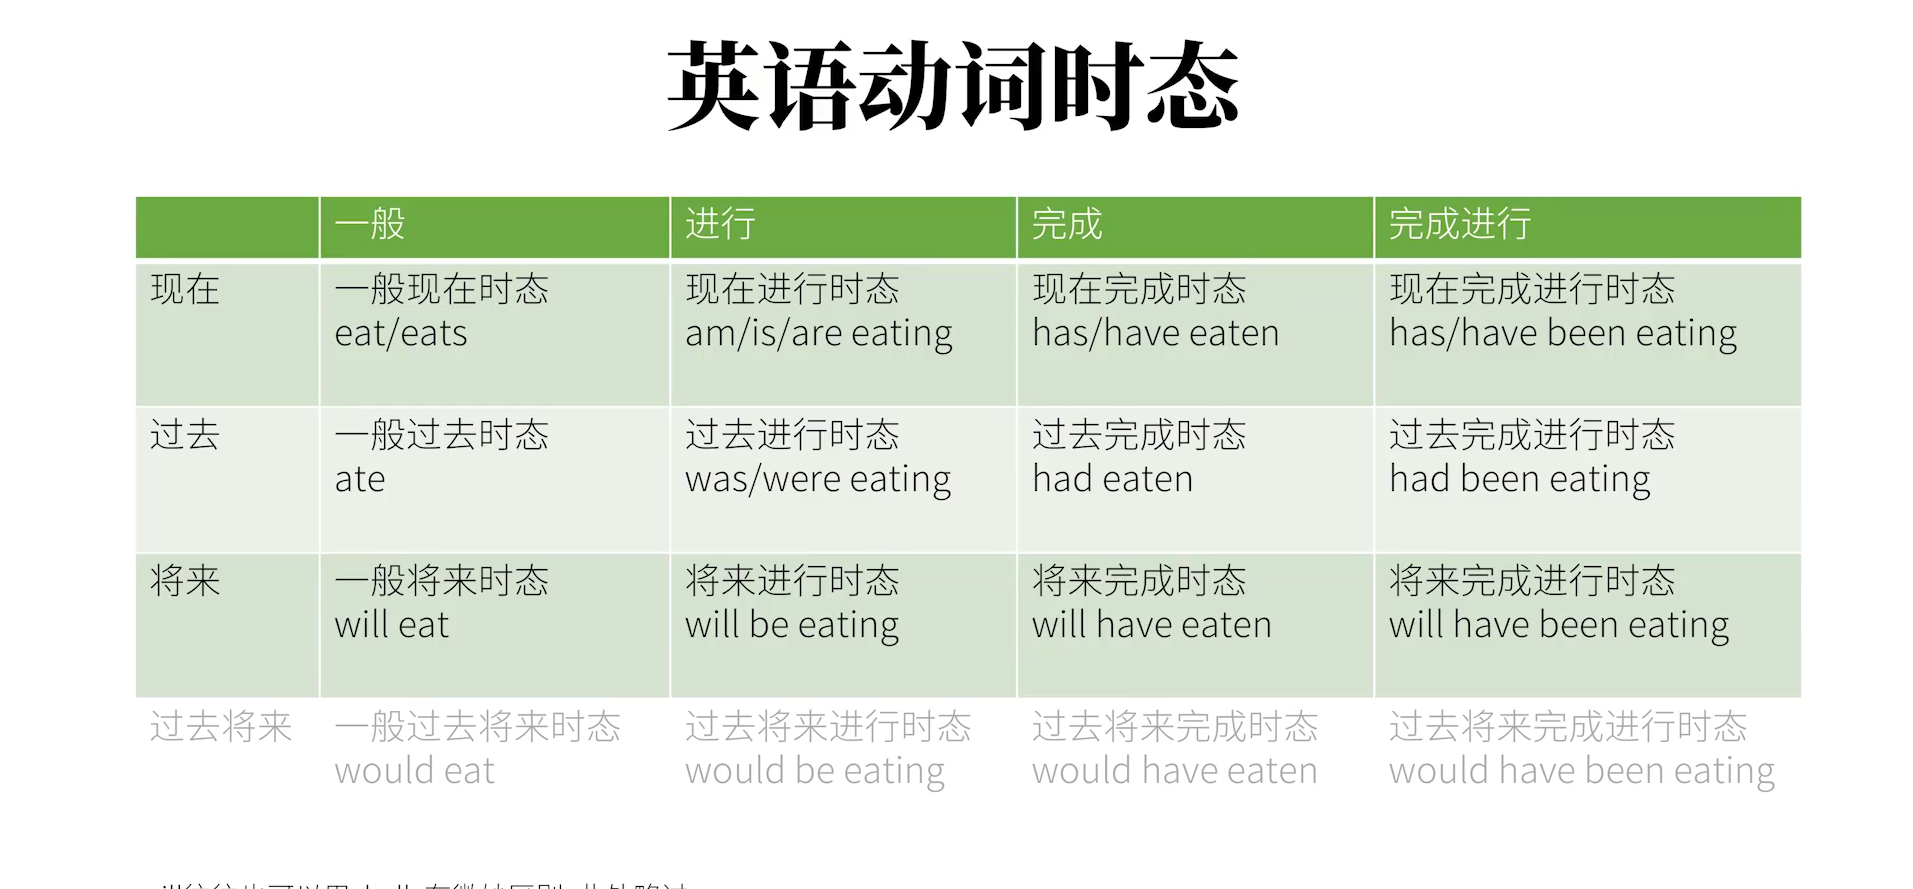 英语动词时态
一般 进行 完成 完成进行
现在 一般现在时态 现在进行时态 现在完成时态 现在完成进行时态
eat/eats am/is/are eating has/have eaten has/have been eating
过去 一般过去时态 过去进行时态 过去完成时态 过去完成进行时态
ate was/were eating had eaten had been eating
将来 一般将来时态 将来进行时态 将来完成时态 将来完成进行时态
will eat will be eating will have eaten will have been eating
过去将来 一般过去将来时态 过去将来进行时态 过去将来完成时态 过去将来完成进行时态
would eat would be eating would have eaten would have been eating